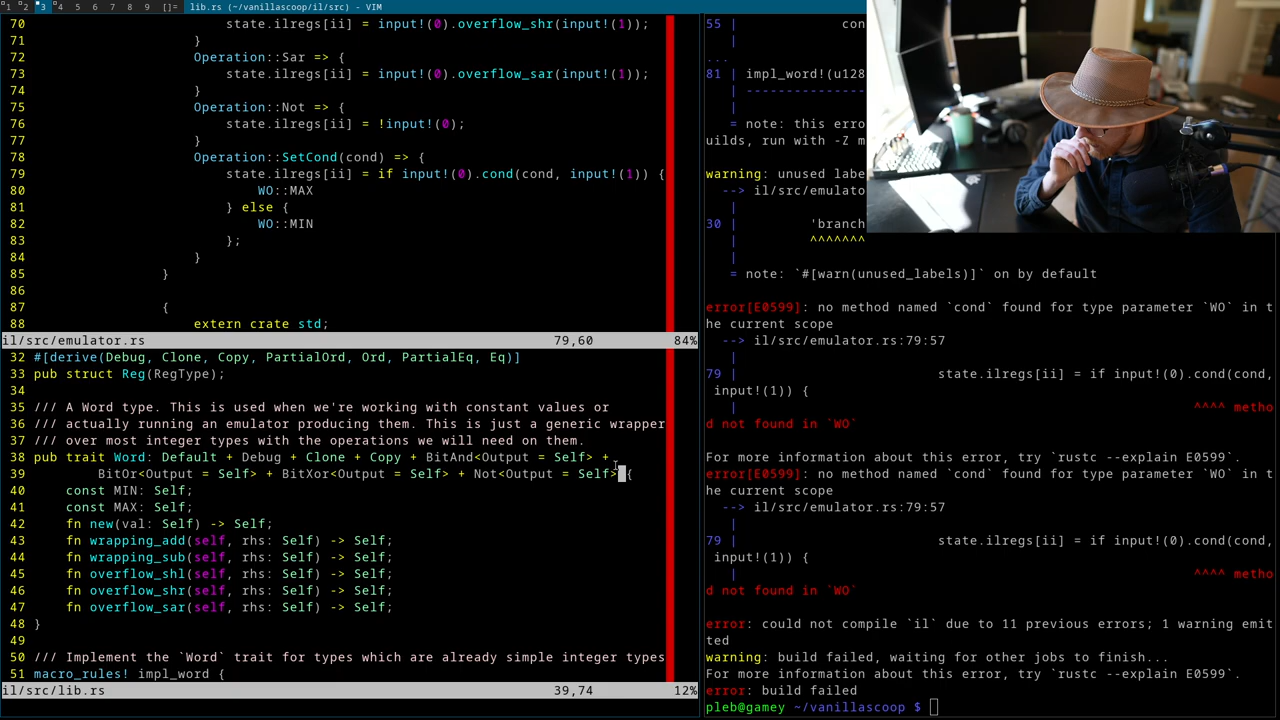 1 2 3 4 5 6 7 8 9 []= lib.rs (~/vanillascoop/il/src) - VIM
70 state.ilregs[ii] = input!(0).overflow_shr(input!(1));
71 }
72 Operation::Sar => {
73 state.ilregs[ii] = input!(0).overflow_sar(input!(1));
74 }
75 Operation::Not => {
76 state.ilregs[ii] = !input!(0);
77 }
78 Operation::SetCond(cond) => {
79 state.ilregs[ii] = if input!(0).cond(cond, input!(1)) {
80 WO::MAX
81 } else {
82 WO::MIN
83 };
84 }
85 }
86
87 {
88 extern crate std;
il/src/emulator.rs 79,60 84%
32 #[derive(Debug, Clone, Copy, PartialOrd, Ord, PartialEq, Eq)]
33 pub struct Reg(RegType);
34
35 /// A Word type. This is used when we're working with constant values or
36 /// actually running an emulator producing them. This is just a generic wrapper
37 /// over most integer types with the operations we will need on them.
38 pub trait Word: Default + Debug + Clone + Copy + BitAnd<Output = Self> +
39 BitOr<Output = Self> + BitXor<Output = Self> + Not<Output = Self> {
40 const MIN: Self;
41 const MAX: Self;
42 fn new(val: Self) -> Self;
43 fn wrapping_add(self, rhs: Self) -> Self;
44 fn wrapping_sub(self, rhs: Self) -> Self;
45 fn overflow_shl(self, rhs: Self) -> Self;
46 fn overflow_shr(self, rhs: Self) -> Self;
47 fn overflow_sar(self, rhs: Self) -> Self;
48 }
49
50 /// Implement the `Word` trait for types which are already simple integer types
51 macro_rules! impl_word {
il/src/lib.rs 39,74 12%
55 | con
|
...
81 | impl_word!(u128
| --------------
|
= note: this erro
uilds, run with -Z m
warning: unused labe
--> il/src/emulato
|
30 | 'branch
| ^^^^^^^
|
= note: `#[warn(unused_labels)]` on by default
error[E0599]: no method named `cond` found for type parameter `WO` in t
he current scope
--> il/src/emulator.rs:79:57
|
79 | state.ilregs[ii] = if input!(0).cond(cond,
input!(1)) {
| ^^^^ metho
d not found in `WO`
For more information about this error, try `rustc --explain E0599`.
error[E0599]: no method named `cond` found for type parameter `WO` in t
he current scope
--> il/src/emulator.rs:79:57
|
79 | state.ilregs[ii] = if input!(0).cond(cond,
input!(1)) {
| ^^^^ metho
d not found in `WO`
error: could not compile `il` due to 11 previous errors; 1 warning emit
ted
warning: build failed, waiting for other jobs to finish...
For more information about this error, try `rustc --explain E0599`.
error: build failed
pleb@gamey ~/vanillascoop $